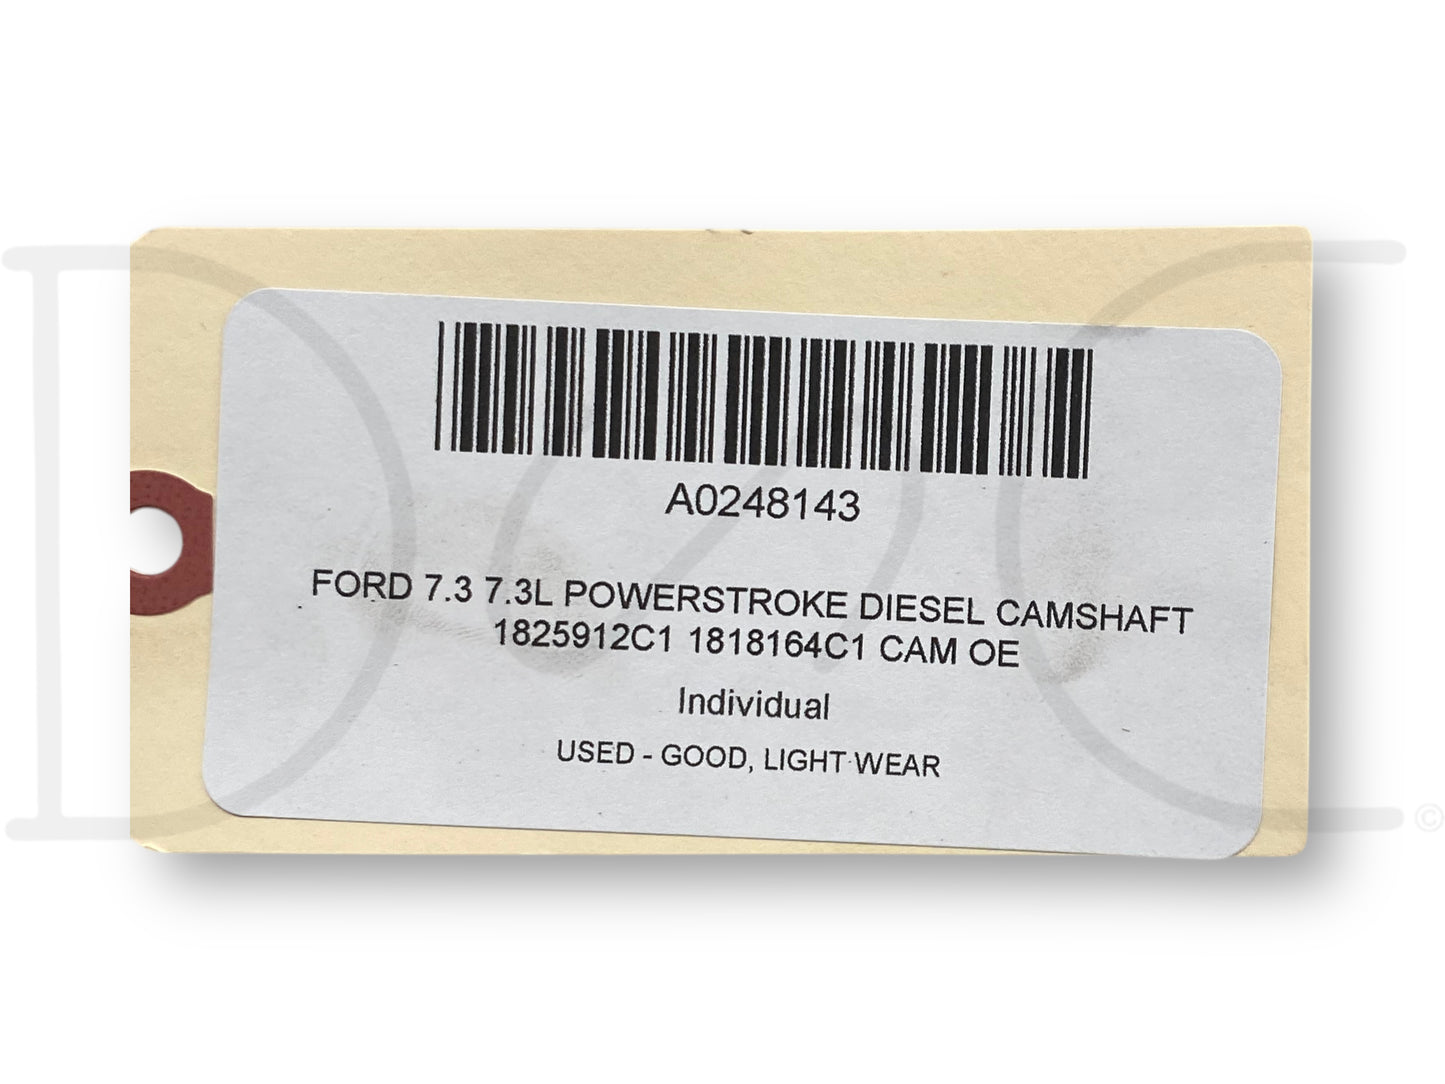 A0248143
FORD 7.3 7.3L POWERSTROKE DIESEL CAMSHAFT
1825912C1 1818164C1 CAM OE
Individual
USED - GOOD, LIGHT WEAR
©